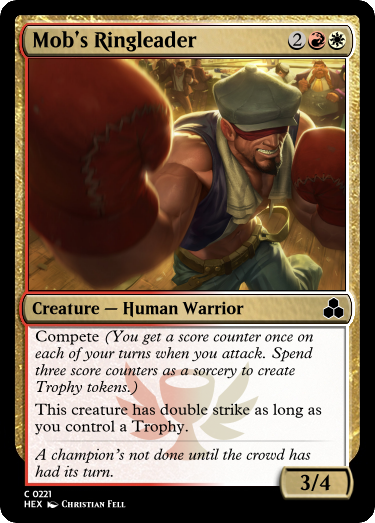 Mob's Ringleader 2
Creature — Human Warrior
Compete (You get a score counter once on
each of your turns when you attack. Spend
three score counters as a sorcery to create
Trophy tokens.)
This creature has double strike as long as
you control a Trophy.
A champion's not done until the crowd has
had its turn.
3/4
C 0221
HEX Christian Fell